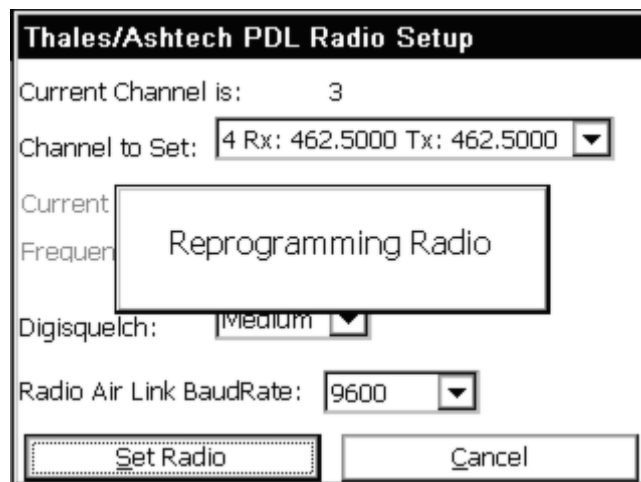 Thales/Ashtech PDL Radio Setup
Current Channel is: 3
Channel to Set: 4 Rx: 462.5000 Tx: 462.5000
Current
Reprogramming Radio
Digisquelch: Medium
Radio Air Link BaudRate: 9600
Set Radio Cancel